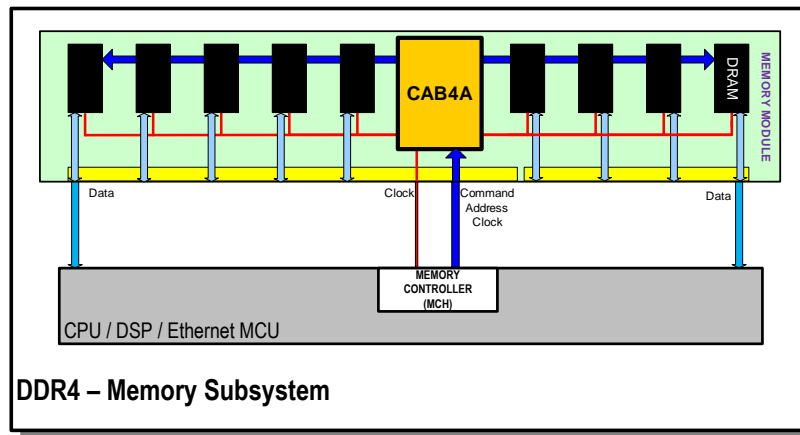 CAB4A
DRAM
MEMORY MODULE
Data
Clock
Command
Address
Clock
Data
MEMORY
CONTROLLER
(MCH)
CPU / DSP / Ethernet MCU
DDR4 – Memory Subsystem